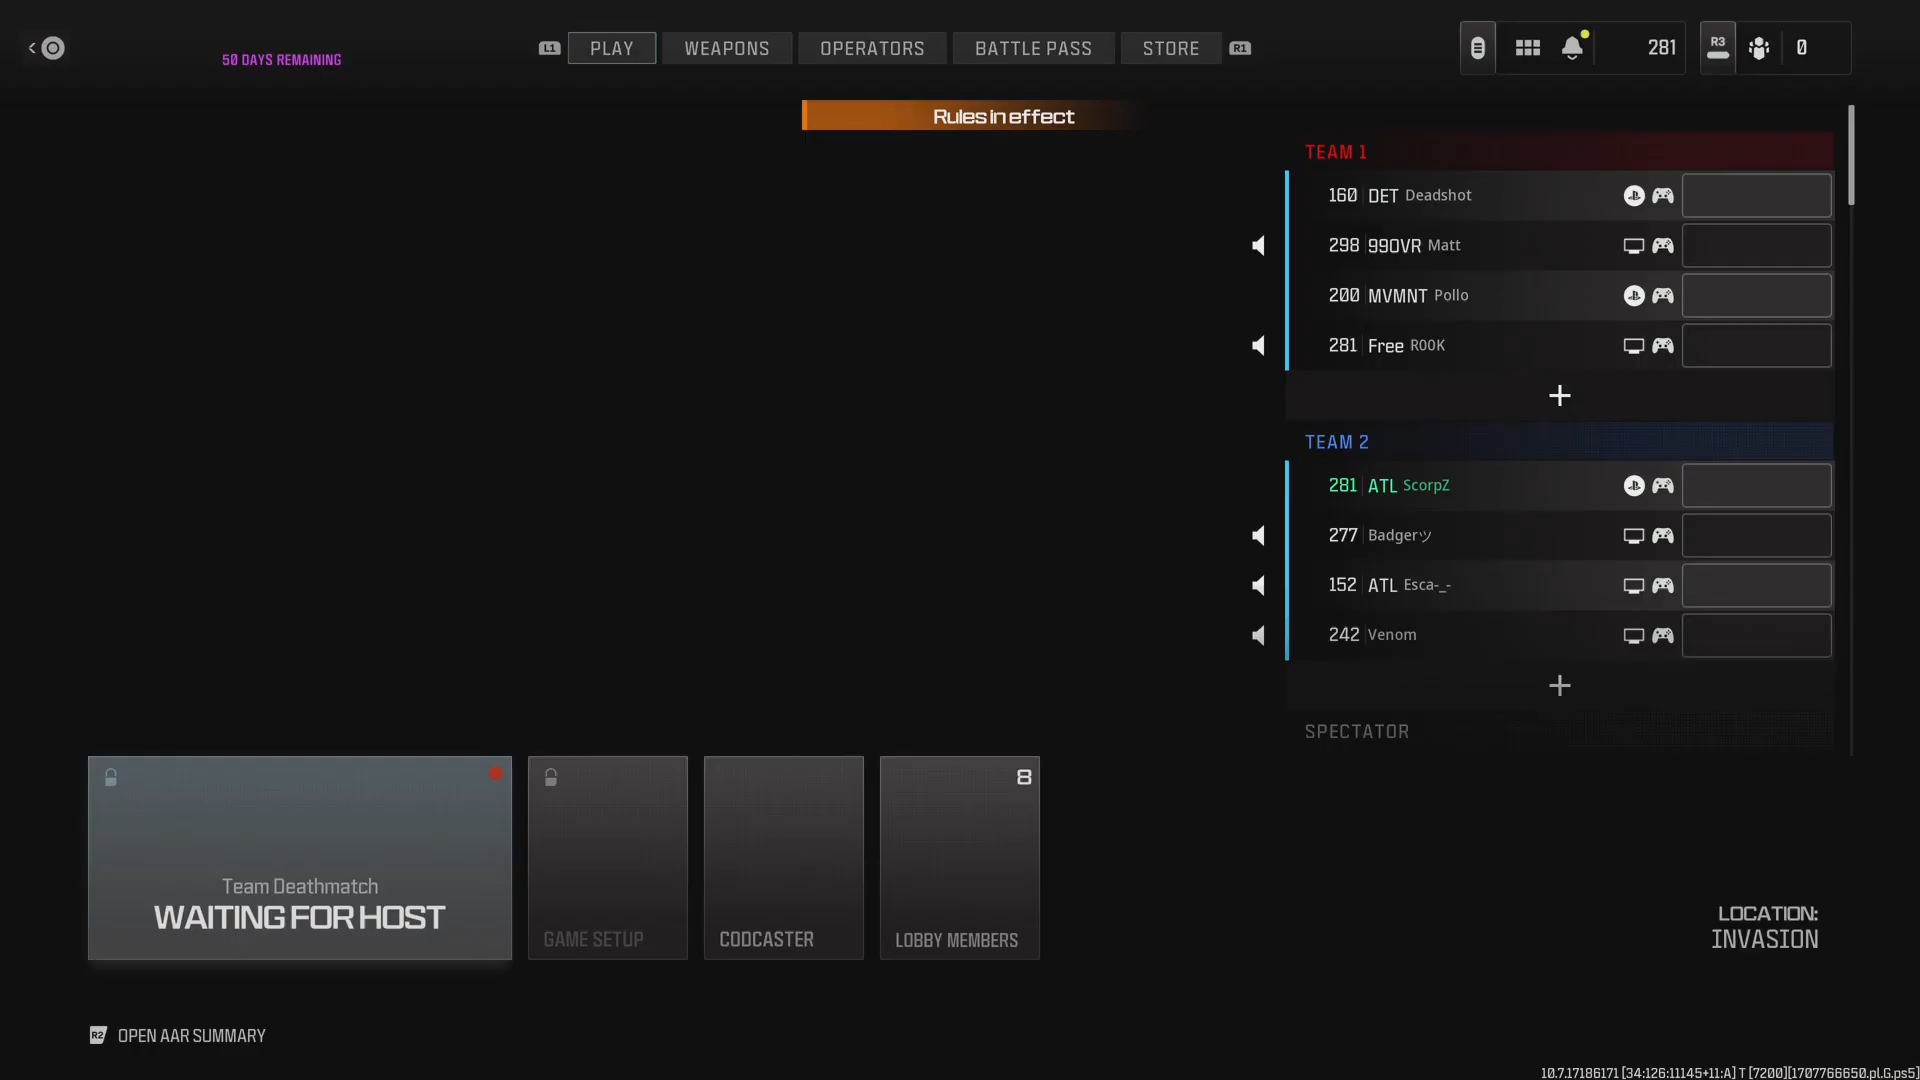 50 DAYS REMAINING
L1 PLAY WEAPONS OPERATORS BATTLE PASS STORE R1
281
R3
0
Rules in effect
TEAM 1
160 DET Deadshot
298 99OVR Matt
200 MVMNT Pollo
281 Free R00K
TEAM 2
281 ATL ScorpZ
277 Badgerツ
152 ATL Esca-_-
242 Venom
SPECTATOR
Team Deathmatch
WAITING FOR HOST
GAME SETUP
CODCASTER
8
LOBBY MEMBERS
LOCATION:
INVASION
R2 OPEN AAR SUMMARY
10.7.17186171 [34:126:11145+11:A] T [7200][1707766650.pl.G.ps5]